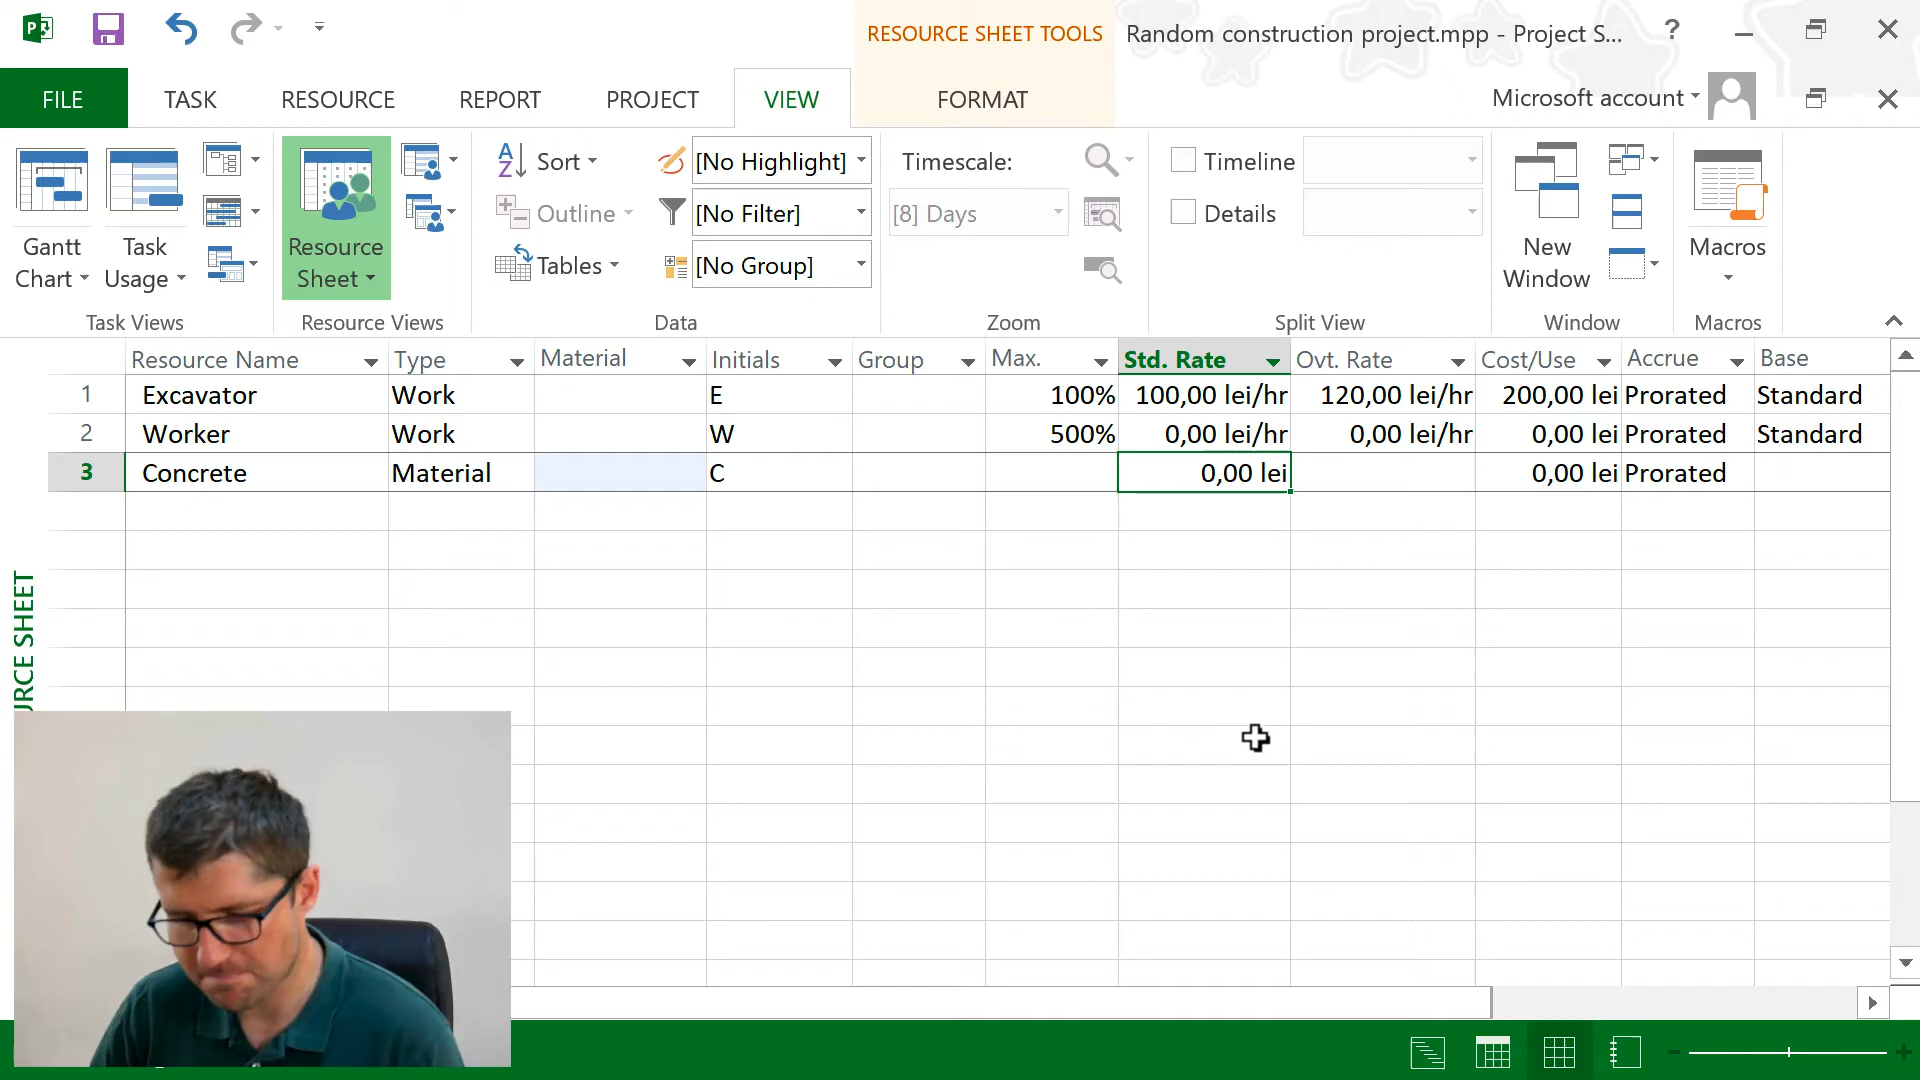 RESOURCE SHEET TOOLS
Random construction project.mpp - Project S...
?
FILE
TASK
RESOURCE
REPORT
PROJECT
VIEW
FORMAT
Microsoft account
Gantt
Chart
Task
Usage
Resource
Sheet
Sort
Outline
Tables
[No Highlight]
[No Filter]
[No Group]
Timescale:
[8] Days
Timeline
Details
New
Window
Macros
Task Views
Resource Views
Data
Zoom
Split View
Window
Macros
Resource Name Type Material Initials Group Max. Std. Rate Ovt. Rate Cost/Use Accrue Base
1 Excavator Work E 100% 100,00 lei/hr 120,00 lei/hr 200,00 lei Prorated Standard
2 Worker Work W 500% 0,00 lei/hr 0,00 lei/hr 0,00 lei Prorated Standard
3 Concrete Material C 0,00 lei 0,00 lei Prorated
URCE SHEET